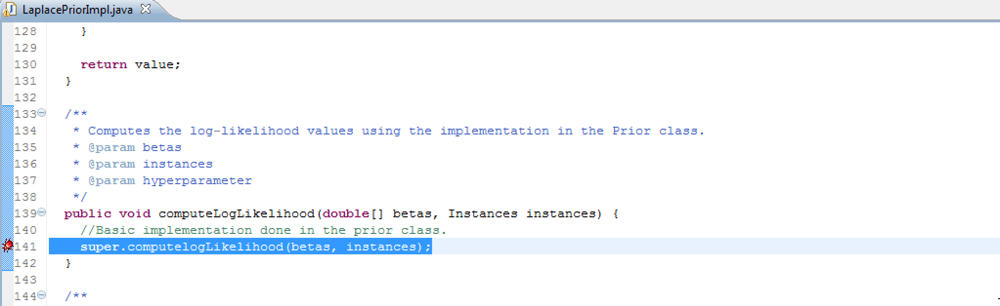 LaplacePriorImpl.java
128     }
129
130     return value;
131   }
132
133   /**
134    * Computes the log-likelihood values using the implementation in the Prior class.
135    * @param betas
136    * @param instances
137    * @param hyperparameter
138    */
139   public void computeLogLikelihood(double[] betas, Instances instances) {
140     //Basic implementation done in the prior class.
141     super.computelogLikelihood(betas, instances);
142   }
143
144   /**